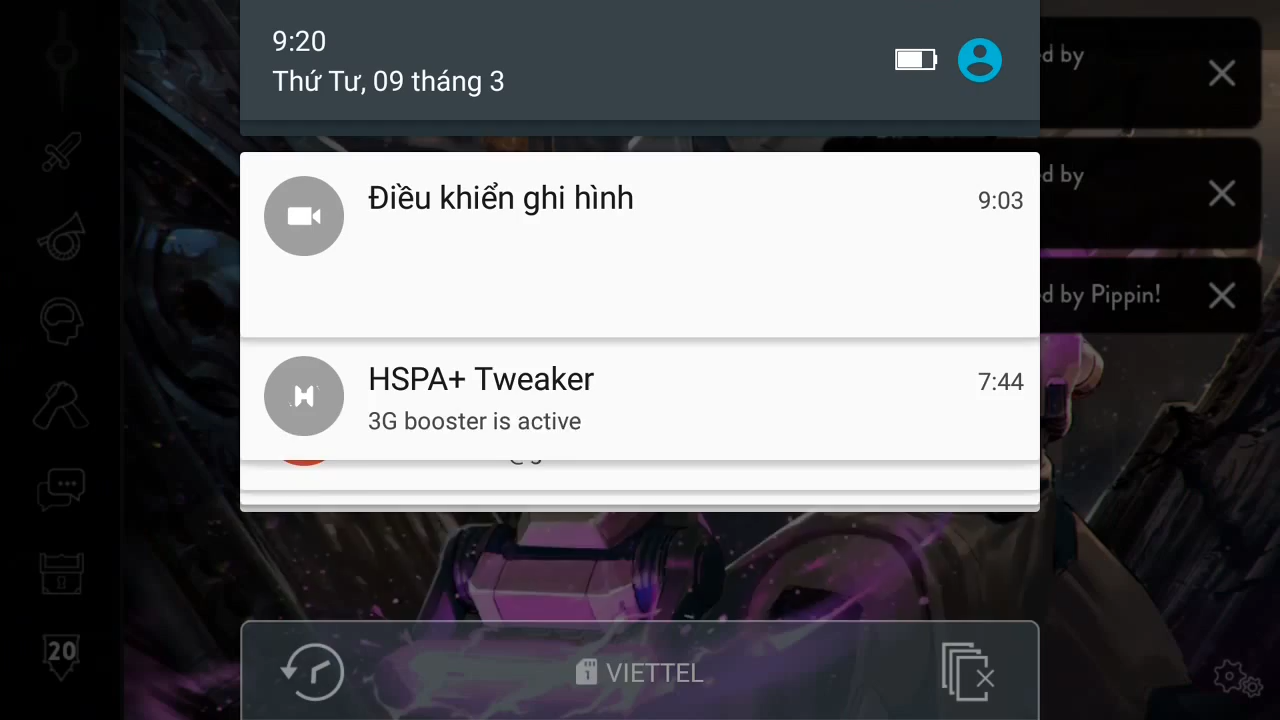 9:20
Thứ Tư, 09 tháng 3
d by
Điều khiển ghi hình
9:03
d by
d by Pippin!
HSPA+ Tweaker
7:44
3G booster is active
20
1
VIETTEL